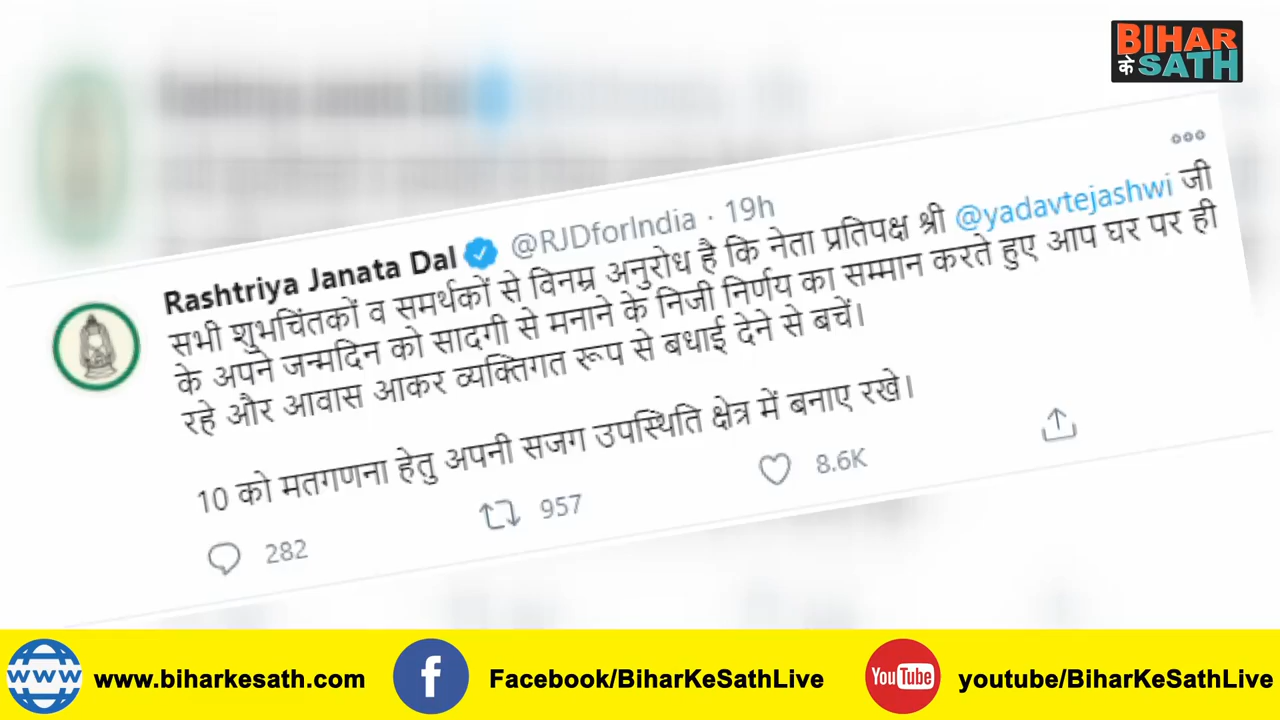 BIHAR
के SATH
Rashtriya Janata Dal @RJDforIndia · 19h
सभी शुभचिंतकों व समर्थकों से विनम्र अनुरोध है कि नेता प्रतिपक्ष श्री @yadavtejashwi जी
के अपने जन्मदिन को सादगी से मनाने के निजी निर्णय का सम्मान करते हुए आप घर पर ही
रहे और आवास आकर व्यक्तिगत रूप से बधाई देने से बचें।
10 को मतगणना हेतु अपनी सजग उपस्थिति क्षेत्र में बनाए रखे।
282 957 8.6K
www www.biharkesath.com Facebook/BiharKeSathLive YouTube youtube/BiharKeSathLive